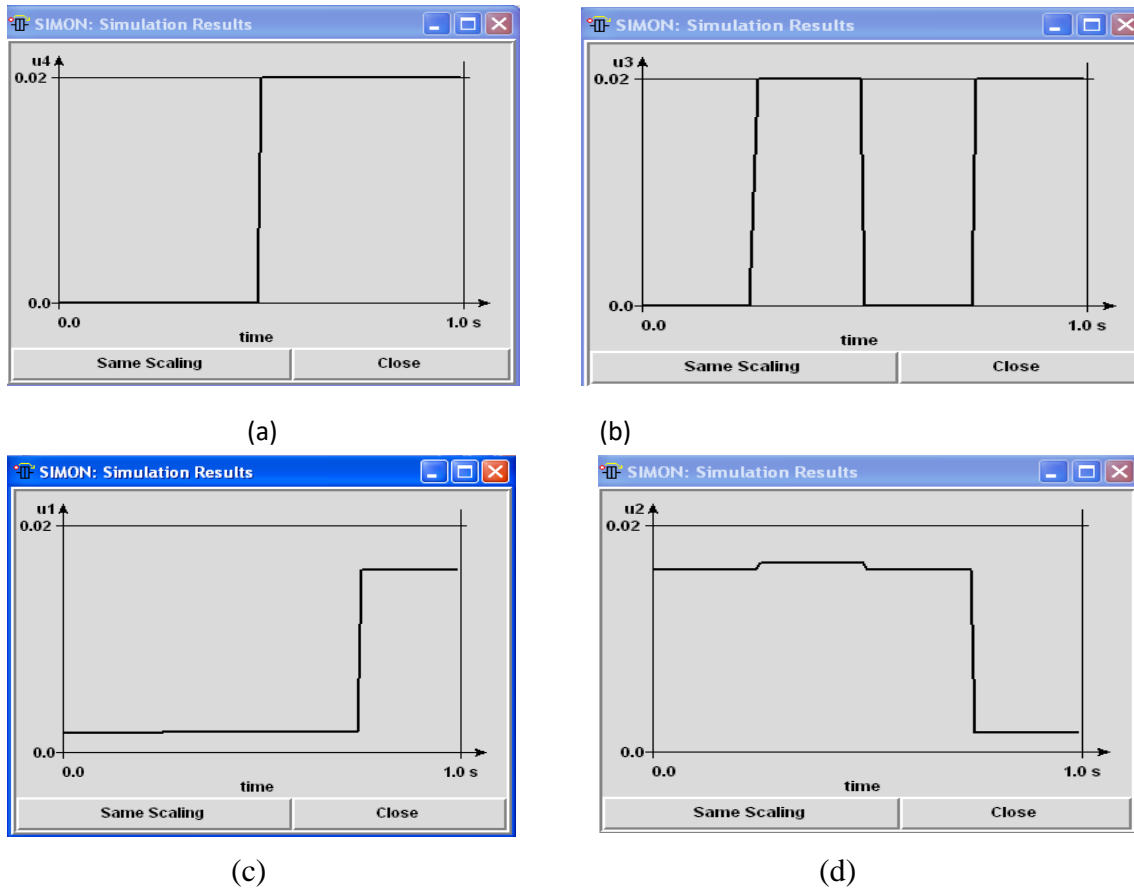 SIMON: Simulation Results
u4
0.02
0.0
0.0 1.0 s
time
Same Scaling Close
(a)
SIMON: Simulation Results
u3
0.02
0.0
0.0 1.0 s
time
Same Scaling Close
(b)
SIMON: Simulation Results
u1
0.02
0.0
0.0 1.0 s
time
Same Scaling Close
(c)
SIMON: Simulation Results
u2
0.02
0.0
0.0 1.0 s
time
Same Scaling Close
(d)